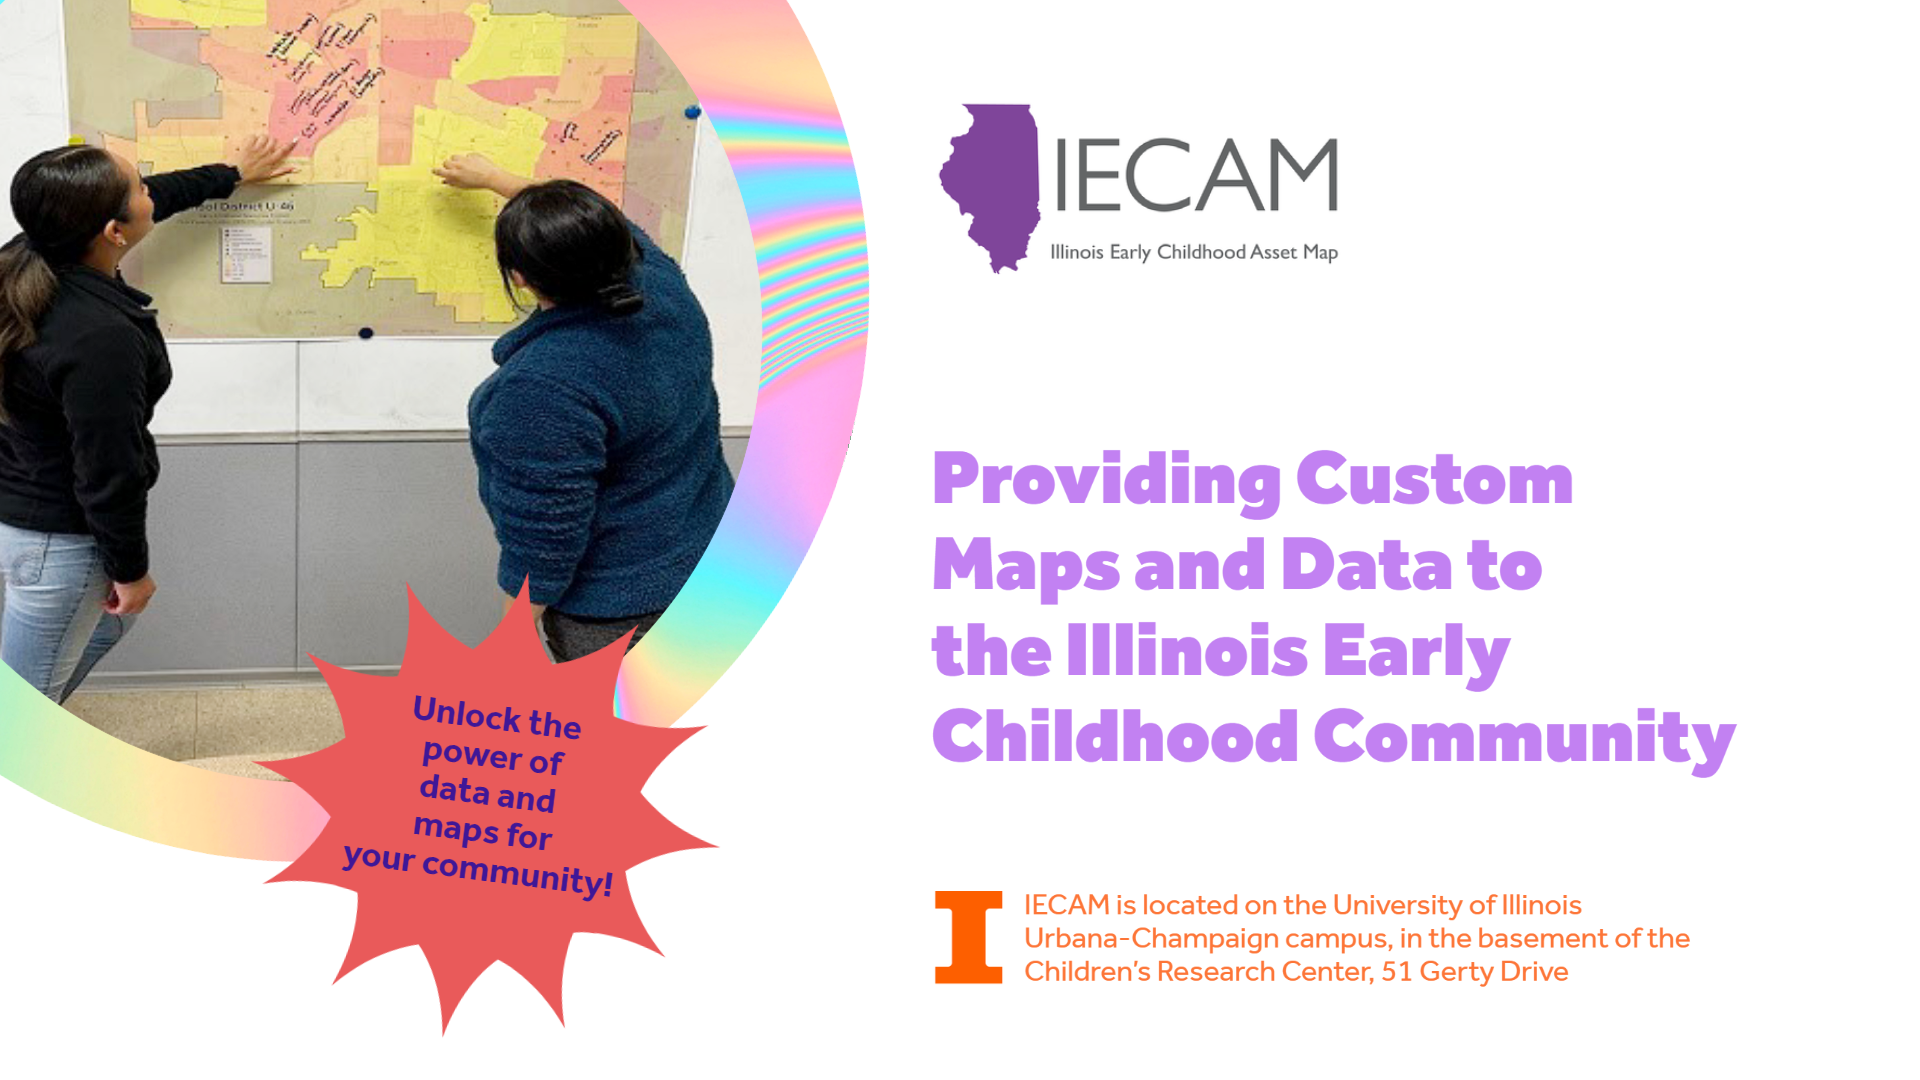 IECAM
Illinois Early Childhood Asset Map
Providing Custom
Maps and Data to
the Illinois Early
Childhood Community
Unlock the
power of
data and
maps for
your community!
I
IECAM is located on the University of Illinois
Urbana-Champaign campus, in the basement of the
Children's Research Center, 51 Gerty Drive
District U-46